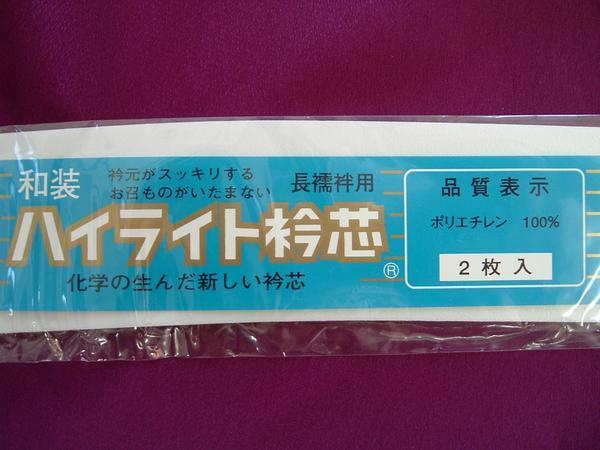 和装
衿元がスッキリする
お召ものがいたまない
長襦袢用
ハイライト衿芯
®
化学の生んだ新しい衿芯
品質表示
ポリエチレン 100%
2枚入